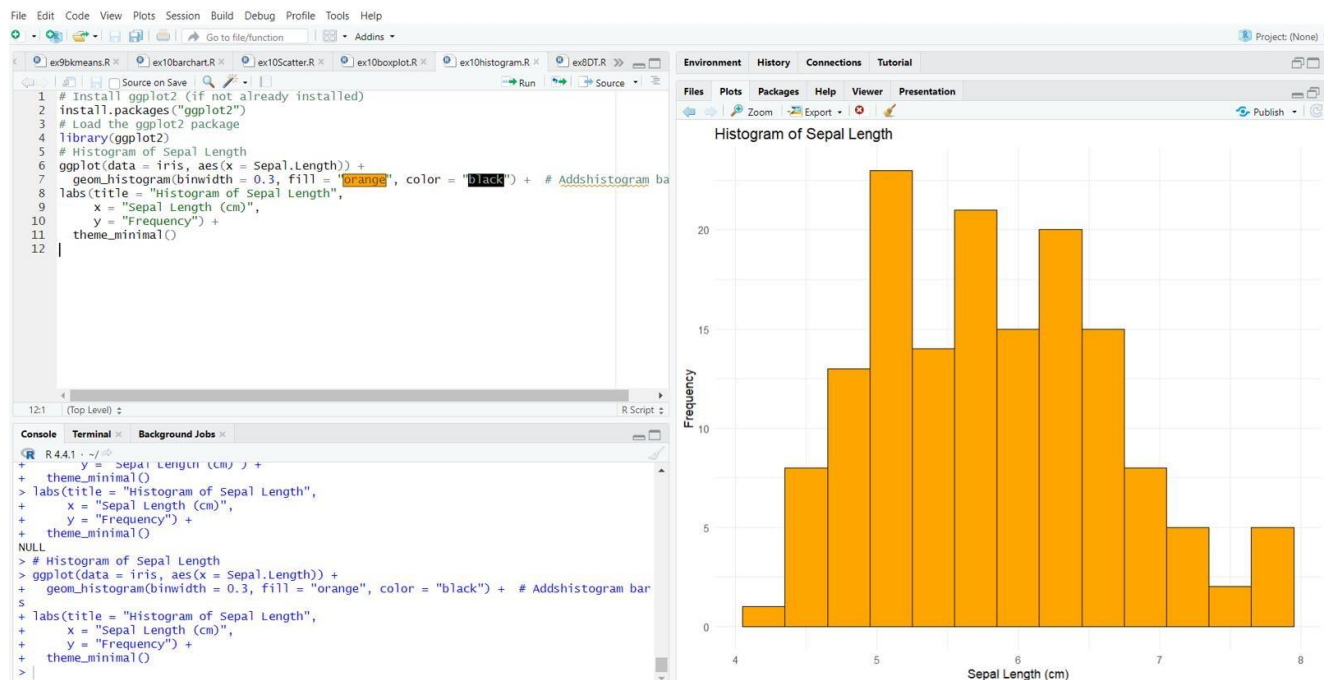 File Edit Code View Plots Session Build Debug Profile Tools Help
Go to file/function Addins Project: (None)
ex9bkmeans.R ex10barchart.R ex10Scatter.R ex10boxplot.R ex10histogram.R ex8DT.R
Source on Save Run Source
1 # Install ggplot2 (if not already installed)
2 install.packages("ggplot2")
3 # Load the ggplot2 package
4 library(ggplot2)
5 # Histogram of Sepal Length
6 ggplot(data = iris, aes(x = Sepal.Length)) +
7 geom_histogram(binwidth = 0.3, fill = "orange", color = "black") + # Addshistogram ba
8 labs(title = "Histogram of Sepal Length",
9 x = "Sepal Length (cm)",
10 y = "Frequency") +
11 theme_minimal()
12
12:1 (Top Level) R Script
Console Terminal Background Jobs
R R 4.4.1 · ~/
+ y = "Sepal Length (cm)") +
+ theme_minimal()
> labs(title = "Histogram of Sepal Length",
+ x = "Sepal Length (cm)",
+ y = "Frequency") +
+ theme_minimal()
NULL
> # Histogram of Sepal Length
> ggplot(data = iris, aes(x = Sepal.Length)) +
+ geom_histogram(binwidth = 0.3, fill = "orange", color = "black") + # Addshistogram bar
s
+ labs(title = "Histogram of Sepal Length",
+ x = "Sepal Length (cm)",
+ y = "Frequency") +
+ theme_minimal()
>
Environment History Connections Tutorial
Files Plots Packages Help Viewer Presentation
Zoom Export Publish
Histogram of Sepal Length
Frequency
20
15
10
5
0
4 5 6 7 8
Sepal Length (cm)